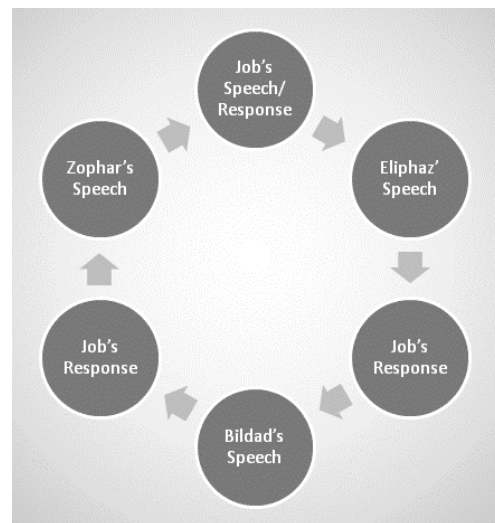 Job's
Speech/
Response
Eliphaz'
Speech
Job's
Response
Bildad's
Speech
Job's
Response
Zophar's
Speech